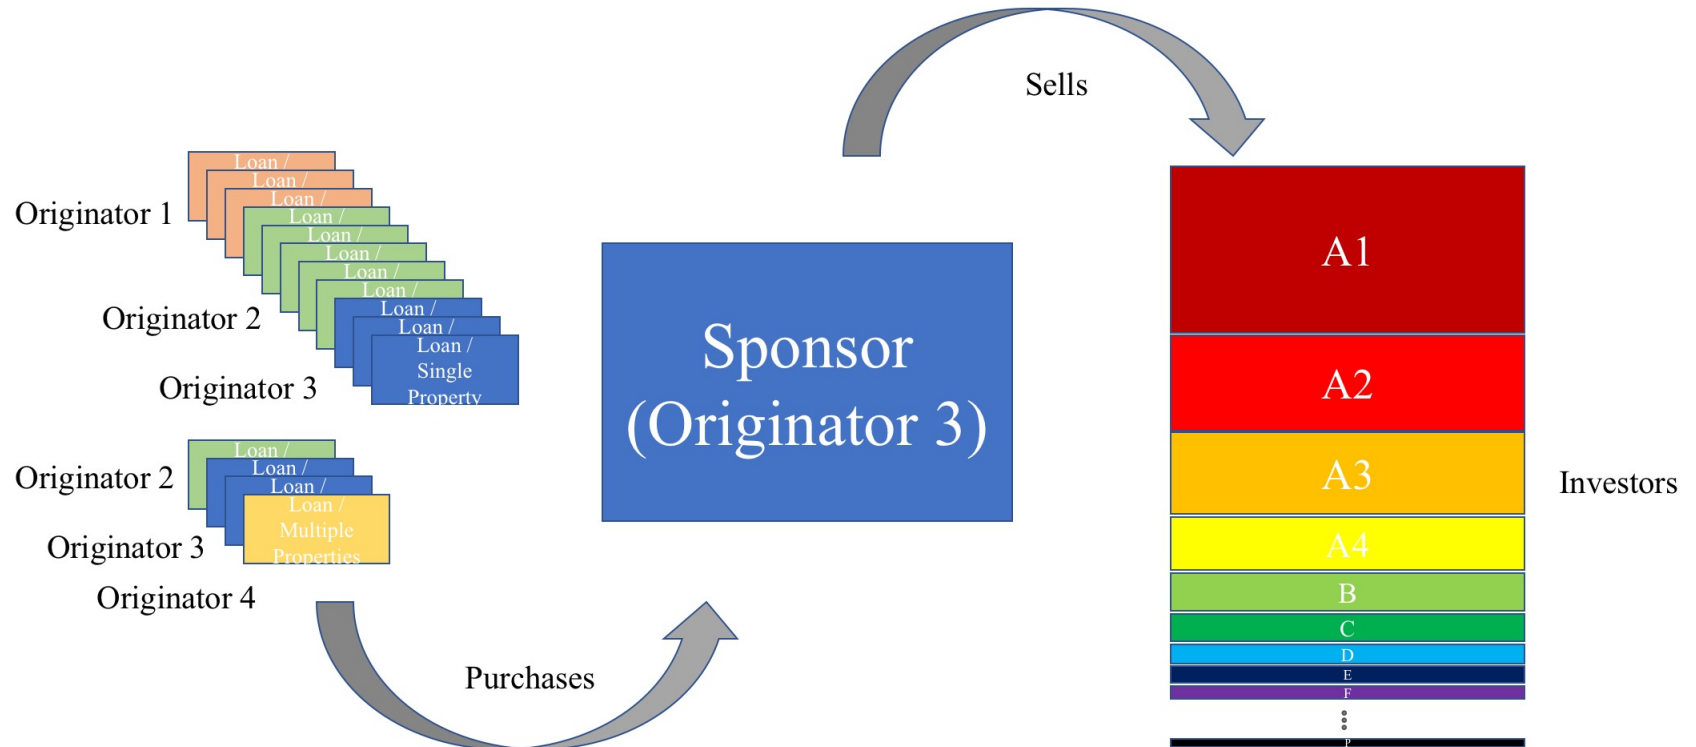 Sells
Loan /
Loan /
Loan /
Originator 1
Loan /
Loan /
Loan /
Loan /
Loan /
Originator 2
Loan /
Loan /
Loan /
Single
Property
Originator 3
Sponsor
(Originator 3)
Loan /
Originator 2
Loan /
Loan /
Loan /
Multiple
Properties
Originator 3
Originator 4
Purchases
A1
A2
A3
A4
B
C
D
E
F
P
Investors